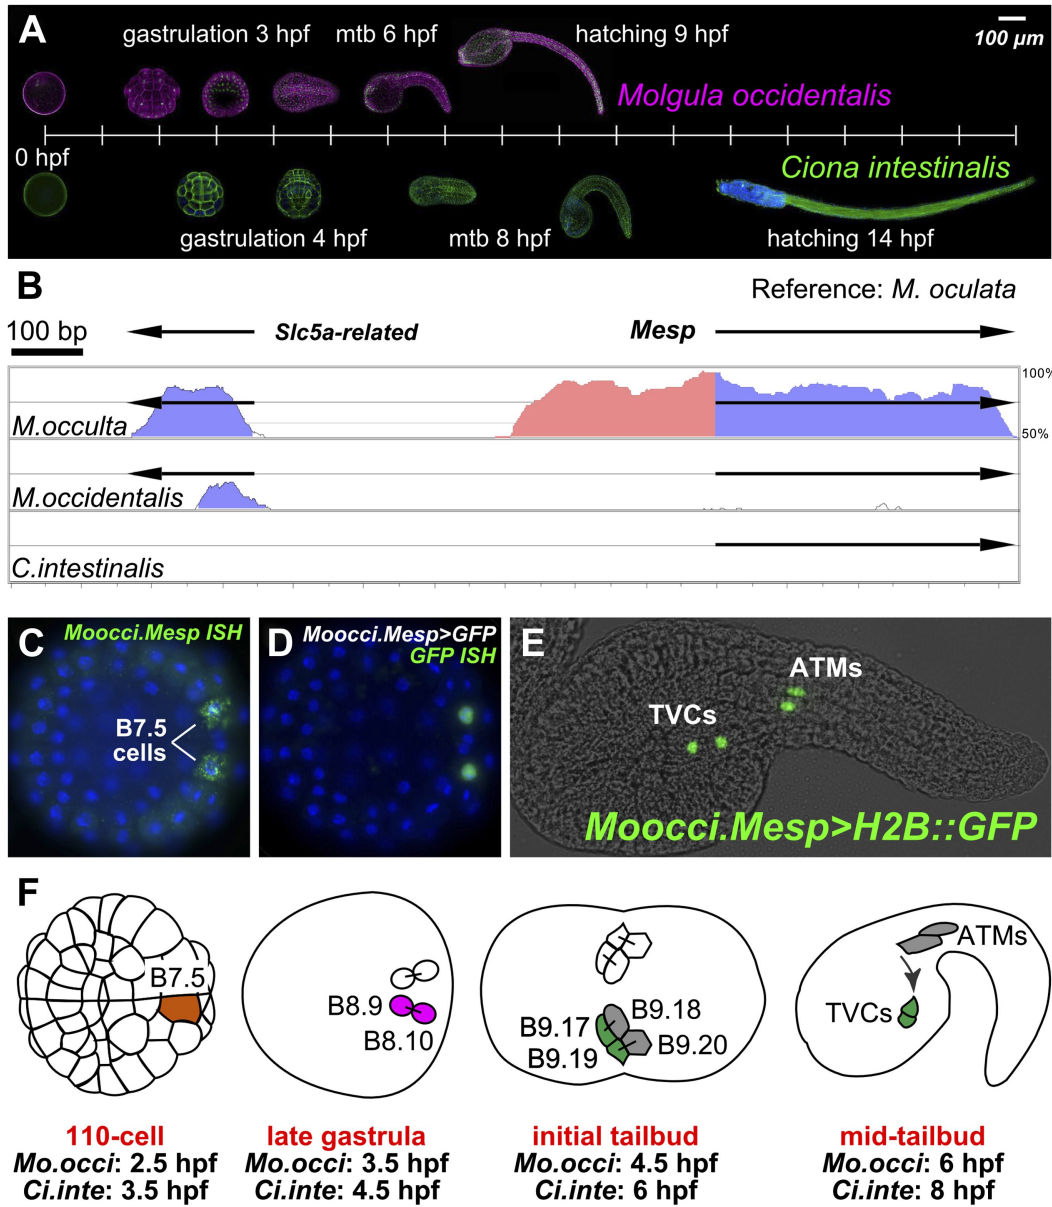 A
gastrulation 3 hpf
mtb 6 hpf
hatching 9 hpf
100 µm
Molgula occidentalis
0 hpf
Ciona intestinalis
gastrulation 4 hpf
mtb 8 hpf
hatching 14 hpf
B
Reference: M. oculata
100 bp
Slc5a-related
Mesp
100%
M.occulta
50%
M.occidentalis
C.intestinalis
C
Moocci.Mesp ISH
B7.5
cells
D
Moocci.Mesp>GFP
GFP ISH
E
ATMs
TVCs
Moocci.Mesp>H2B::GFP
F
B7.5
B8.9
B8.10
B9.18
B9.17
B9.19
B9.20
ATMs
TVCs
110-cell
Mo.occi: 2.5 hpf
Ci.inte: 3.5 hpf
late gastrula
Mo.occi: 3.5 hpf
Ci.inte: 4.5 hpf
initial tailbud
Mo.occi: 4.5 hpf
Ci.inte: 6 hpf
mid-tailbud
Mo.occi: 6 hpf
Ci.inte: 8 hpf